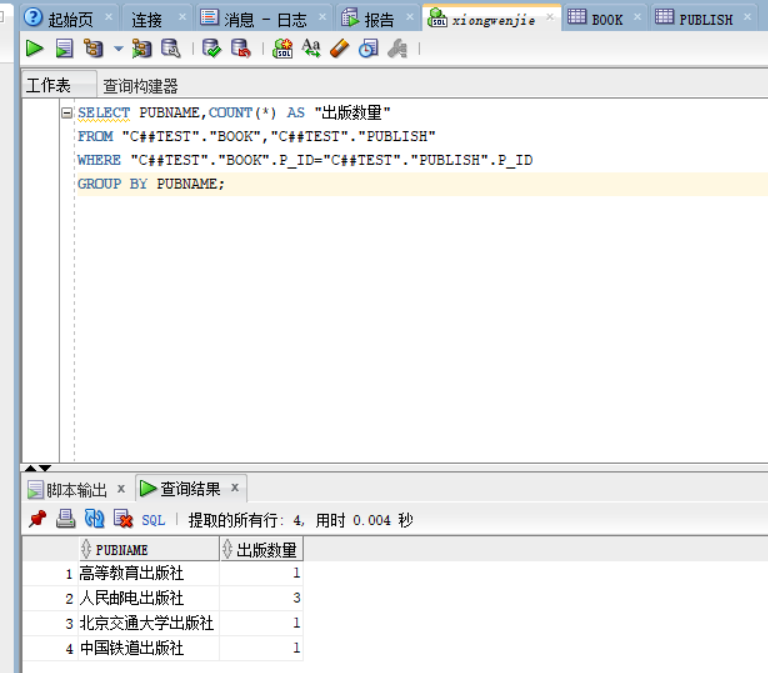 起始页 连接 消息 - 日志 报告 xiongwenjie BOOK PUBLISH
工作表 查询构建器
SELECT PUBNAME,COUNT(*) AS "出版数量"
FROM "C##TEST"."BOOK","C##TEST"."PUBLISH"
WHERE "C##TEST"."BOOK".P_ID="C##TEST"."PUBLISH".P_ID
GROUP BY PUBNAME;
脚本输出 查询结果
SQL 提取的所有行: 4, 用时 0.004 秒
PUBNAME 出版数量
1 高等教育出版社 1
2 人民邮电出版社 3
3 北京交通大学出版社 1
4 中国铁道出版社 1